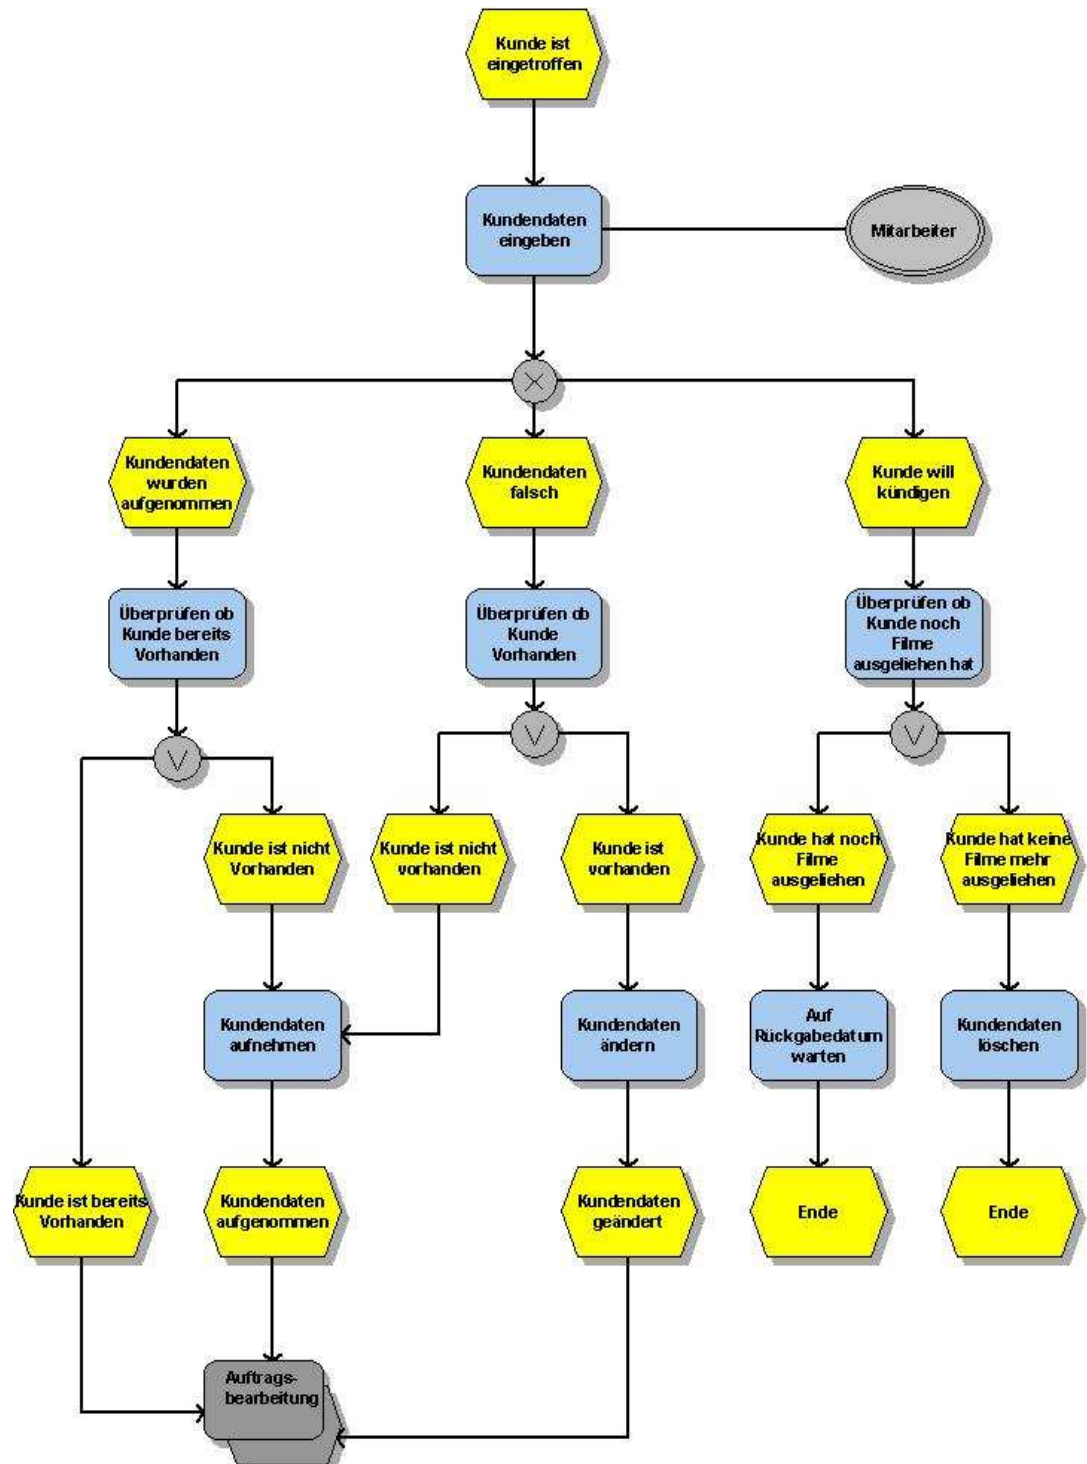 Kunde ist
eingetroffen
Kundendaten
eingeben
Mitarbeiter
Kundendaten
wurden
aufgenommen
Kundendaten
falsch
Kunde will
kündigen
Überprüfen ob
Kunde bereits
Vorhanden
Überprüfen ob
Kunde
Vorhanden
Überprüfen ob
Kunde noch
Filme
ausgeliehen hat
Kunde ist nicht
Vorhanden
Kunde ist nicht
vorhanden
Kunde ist
vorhanden
Kunde hat noch
Filme
ausgeliehen
Kunde hat keine
Filme mehr
ausgeliehen
Kundendaten
aufnehmen
Kundendaten
ändern
Auf
Rückgabedatum
warten
Kundendaten
löschen
Kunde ist bereits
Vorhanden
Kundendaten
aufgenommen
Kundendaten
geändert
Ende
Ende
Auftrags-
bearbeitung